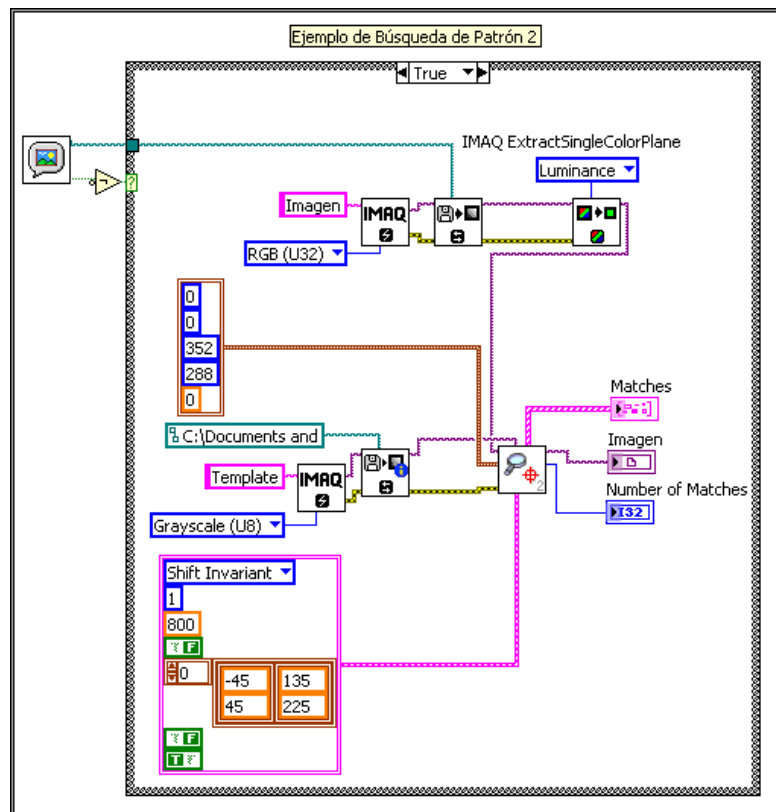 Ejemplo de Búsqueda de Patrón 2
True
IMAQ ExtractSingleColorPlane
Luminance
Imagen
IMAQ
RGB (U32)
?
0
0
352
288
0
Matches
C:\Documents and
Imagen
Template
IMAQ
2
Number of Matches
I32
Grayscale (U8)
Shift Invariant
1
800
F
0
-45 135
45 225
F
T